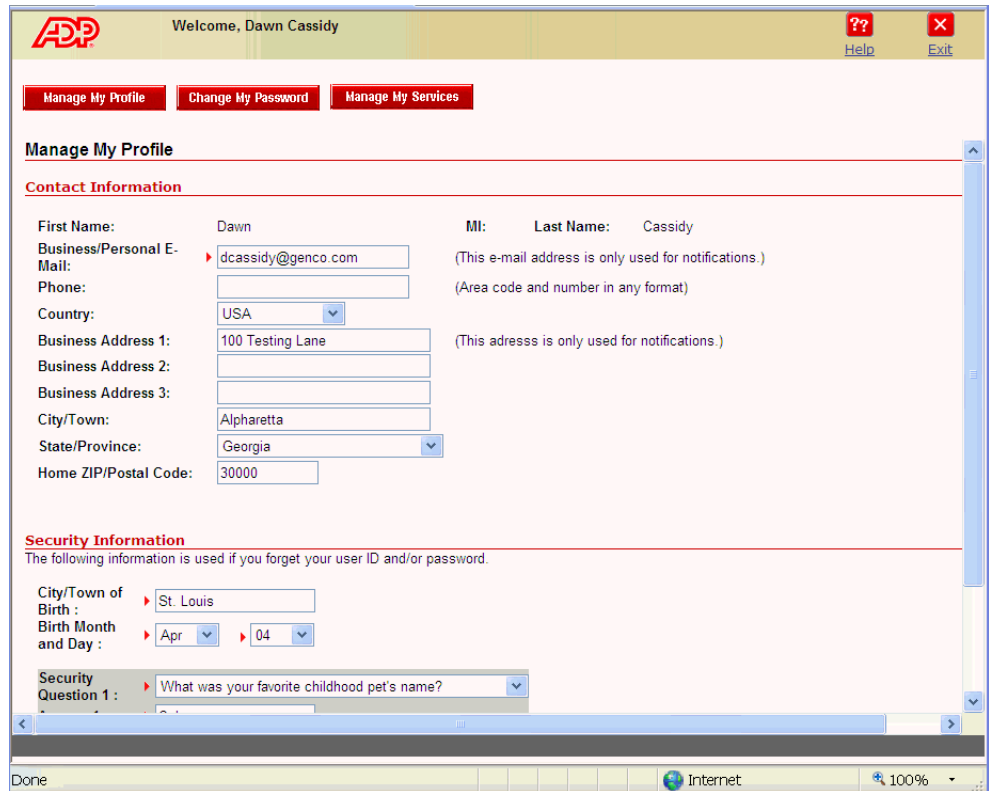 ADP
Welcome, Dawn Cassidy
??
Help
X
Exit
Manage My Profile
Change My Password
Manage My Services
Manage My Profile
Contact Information
First Name: Dawn MI: Last Name: Cassidy
Business/Personal E-
Mail: dcassidy@genco.com (This e-mail address is only used for notifications.)
Phone: (Area code and number in any format)
Country: USA
Business Address 1: 100 Testing Lane (This adresss is only used for notifications.)
Business Address 2:
Business Address 3:
City/Town: Alpharetta
State/Province: Georgia
Home ZIP/Postal Code: 30000
Security Information
The following information is used if you forget your user ID and/or password.
City/Town of
Birth : St. Louis
Birth Month
and Day : Apr 04
Security
Question 1 : What was your favorite childhood pet's name?
Done Internet 100%